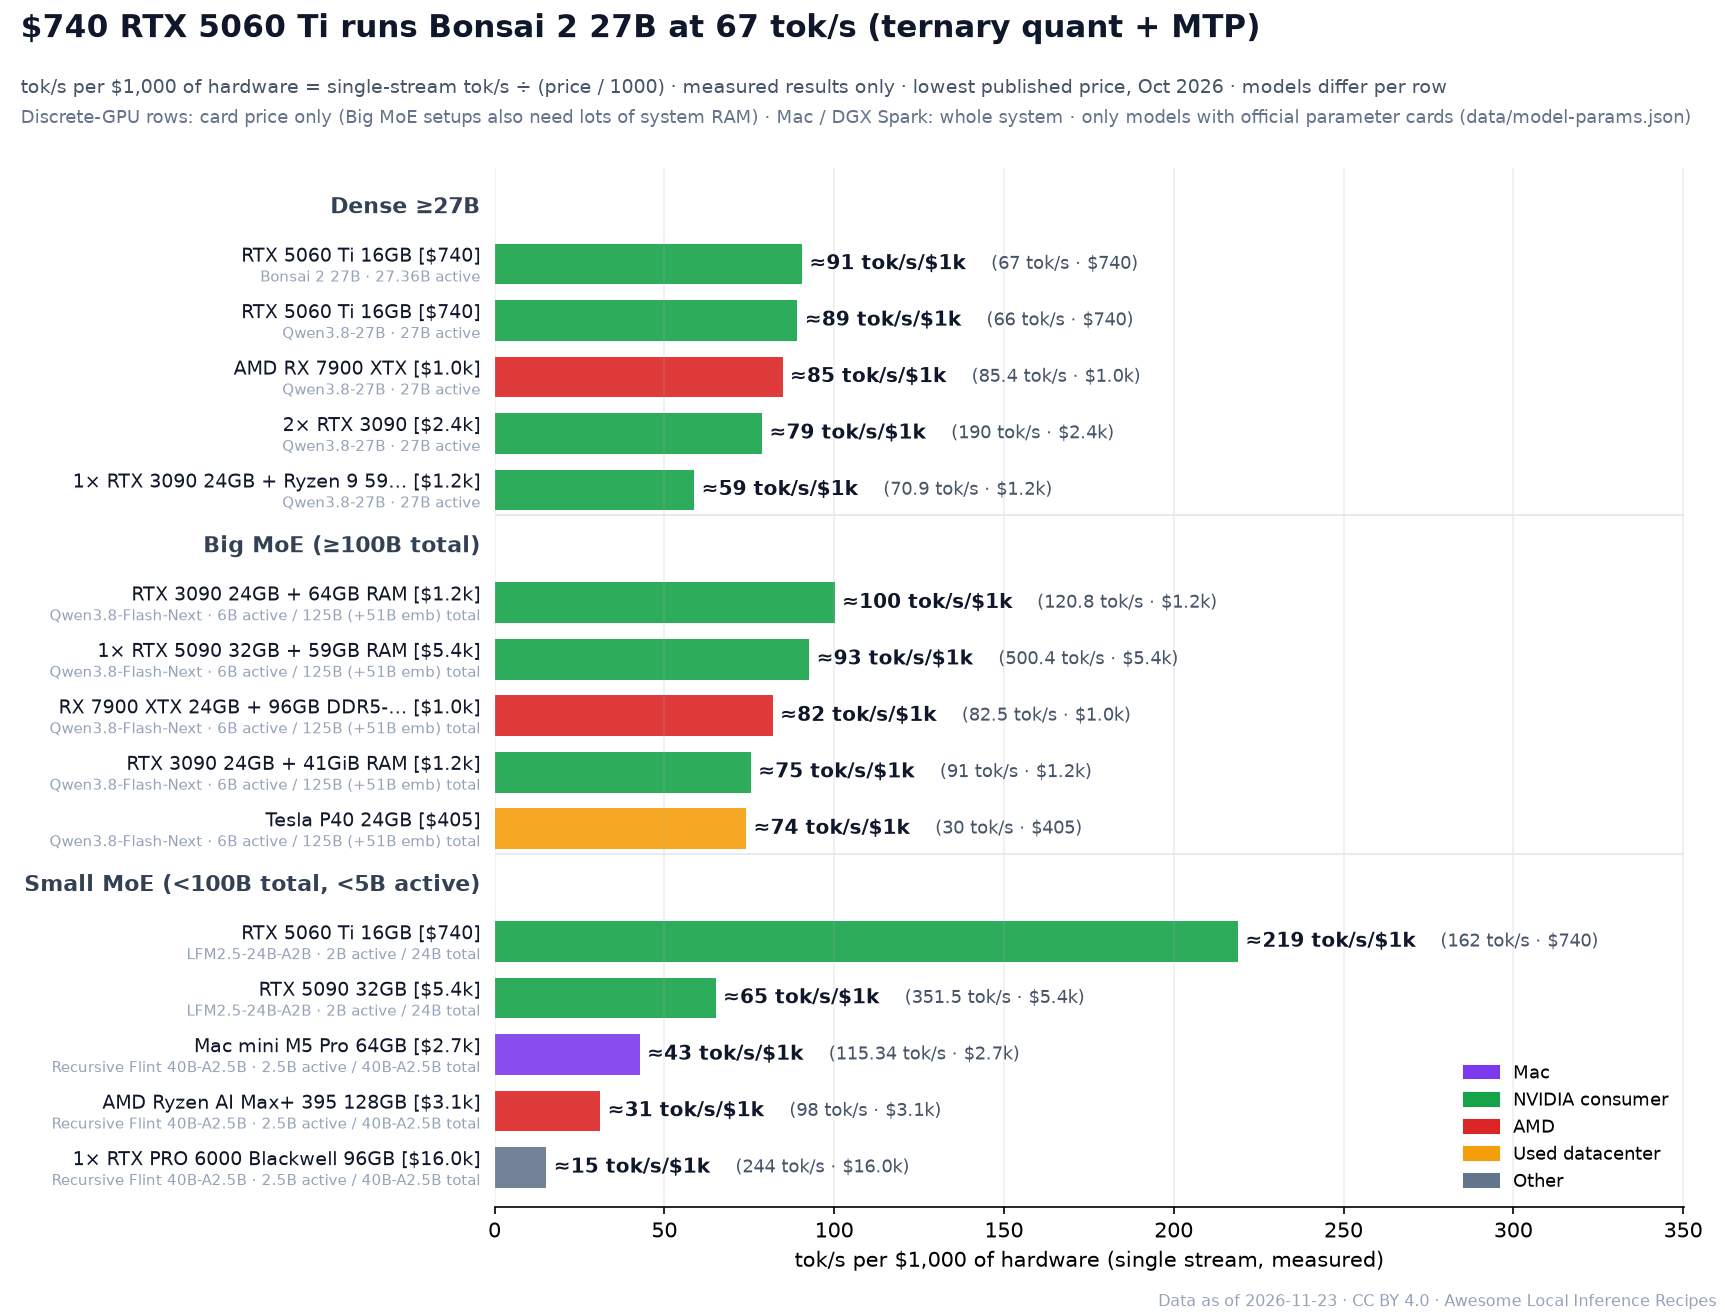 $740 RTX 5060 Ti runs Bonsai 2 27B at 67 tok/s (ternary quant + MTP)
tok/s per $1,000 of hardware = single-stream tok/s ÷ (price / 1000) · measured results only · lowest published price, Oct 2026 · models differ per row
Discrete-GPU rows: card price only (Big MoE setups also need lots of system RAM) · Mac / DGX Spark: whole system · only models with official parameter cards (data/model-params.json)
Dense ≥27B
RTX 5060 Ti 16GB [$740]
Bonsai 2 27B · 27.36B active
≈91 tok/s/$1k (67 tok/s · $740)
RTX 5060 Ti 16GB [$740]
Qwen3.8-27B · 27B active
≈89 tok/s/$1k (66 tok/s · $740)
AMD RX 7900 XTX [$1.0k]
Qwen3.8-27B · 27B active
≈85 tok/s/$1k (85.4 tok/s · $1.0k)
2× RTX 3090 [$2.4k]
Qwen3.8-27B · 27B active
≈79 tok/s/$1k (190 tok/s · $2.4k)
1× RTX 3090 24GB + Ryzen 9 59… [$1.2k]
Qwen3.8-27B · 27B active
≈59 tok/s/$1k (70.9 tok/s · $1.2k)
Big MoE (≥100B total)
RTX 3090 24GB + 64GB RAM [$1.2k]
Qwen3.8-Flash-Next · 6B active / 125B (+51B emb) total
≈100 tok/s/$1k (120.8 tok/s · $1.2k)
1× RTX 5090 32GB + 59GB RAM [$5.4k]
Qwen3.8-Flash-Next · 6B active / 125B (+51B emb) total
≈93 tok/s/$1k (500.4 tok/s · $5.4k)
RX 7900 XTX 24GB + 96GB DDR5-… [$1.0k]
Qwen3.8-Flash-Next · 6B active / 125B (+51B emb) total
≈82 tok/s/$1k (82.5 tok/s · $1.0k)
RTX 3090 24GB + 41GiB RAM [$1.2k]
Qwen3.8-Flash-Next · 6B active / 125B (+51B emb) total
≈75 tok/s/$1k (91 tok/s · $1.2k)
Tesla P40 24GB [$405]
Qwen3.8-Flash-Next · 6B active / 125B (+51B emb) total
≈74 tok/s/$1k (30 tok/s · $405)
Small MoE (<100B total, <5B active)
RTX 5060 Ti 16GB [$740]
LFM2.5-24B-A2B · 2B active / 24B total
≈219 tok/s/$1k (162 tok/s · $740)
RTX 5090 32GB [$5.4k]
LFM2.5-24B-A2B · 2B active / 24B total
≈65 tok/s/$1k (351.5 tok/s · $5.4k)
Mac mini M5 Pro 64GB [$2.7k]
Recursive Flint 40B-A2.5B · 2.5B active / 40B-A2.5B total
≈43 tok/s/$1k (115.34 tok/s · $2.7k)
AMD Ryzen AI Max+ 395 128GB [$3.1k]
Recursive Flint 40B-A2.5B · 2.5B active / 40B-A2.5B total
≈31 tok/s/$1k (98 tok/s · $3.1k)
1× RTX PRO 6000 Blackwell 96GB [$16.0k]
Recursive Flint 40B-A2.5B · 2.5B active / 40B-A2.5B total
≈15 tok/s/$1k (244 tok/s · $16.0k)
Mac
NVIDIA consumer
AMD
Used datacenter
Other
0 50 100 150 200 250 300 350
tok/s per $1,000 of hardware (single stream, measured)
Data as of 2026-11-23 · CC BY 4.0 · Awesome Local Inference Recipes